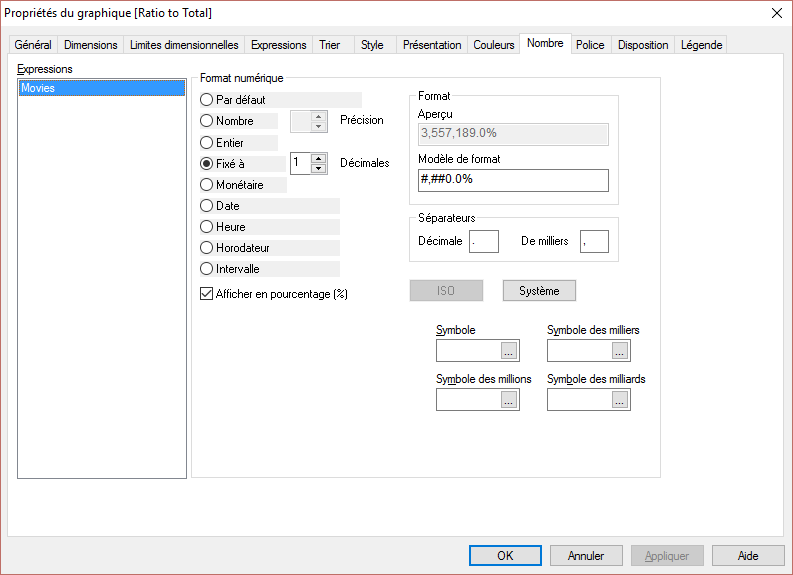 Propriétés du graphique [Ratio to Total]
Général Dimensions Limites dimensionnelles Expressions Trier Style Présentation Couleurs Nombre Police Disposition Légende
Expressions
Movies
Format numérique
Par défaut
Nombre Précision
Entier
Fixé à 1 Décimales
Monétaire
Date
Heure
Horodateur
Intervalle
Afficher en pourcentage (%)
Format
Aperçu
3,557,189.0%
Modèle de format
#,##0.0%
Séparateurs
Décimale . De milliers ,
ISO Système
Symbole Symbole des milliers
... ...
Symbole des millions Symbole des milliards
... ...
OK Annuler Appliquer Aide